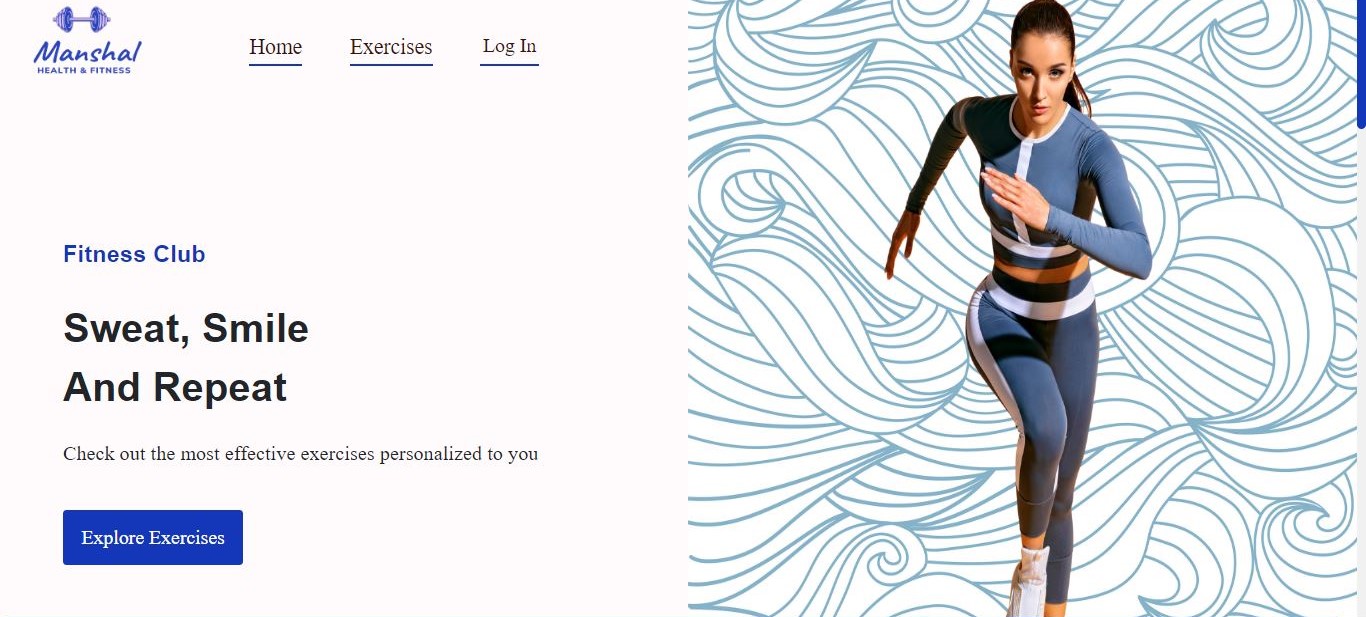 Manshal
HEALTH & FITNESS
Home
Exercises
Log In
Fitness Club
Sweat, Smile
And Repeat
Check out the most effective exercises personalized to you
Explore Exercises